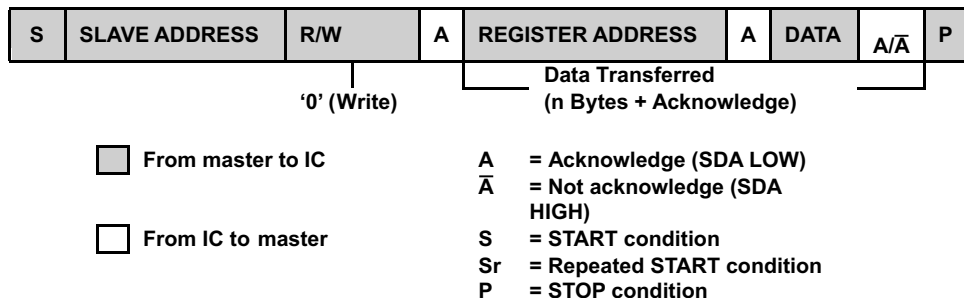 S SLAVE ADDRESS R/W A REGISTER ADDRESS A DATA A/A̅ P
‘0’ (Write)
Data Transferred
(n Bytes + Acknowledge)
From master to IC
From IC to master
A = Acknowledge (SDA LOW)
A̅ = Not acknowledge (SDA
HIGH)
S = START condition
Sr = Repeated START condition
P = STOP condition